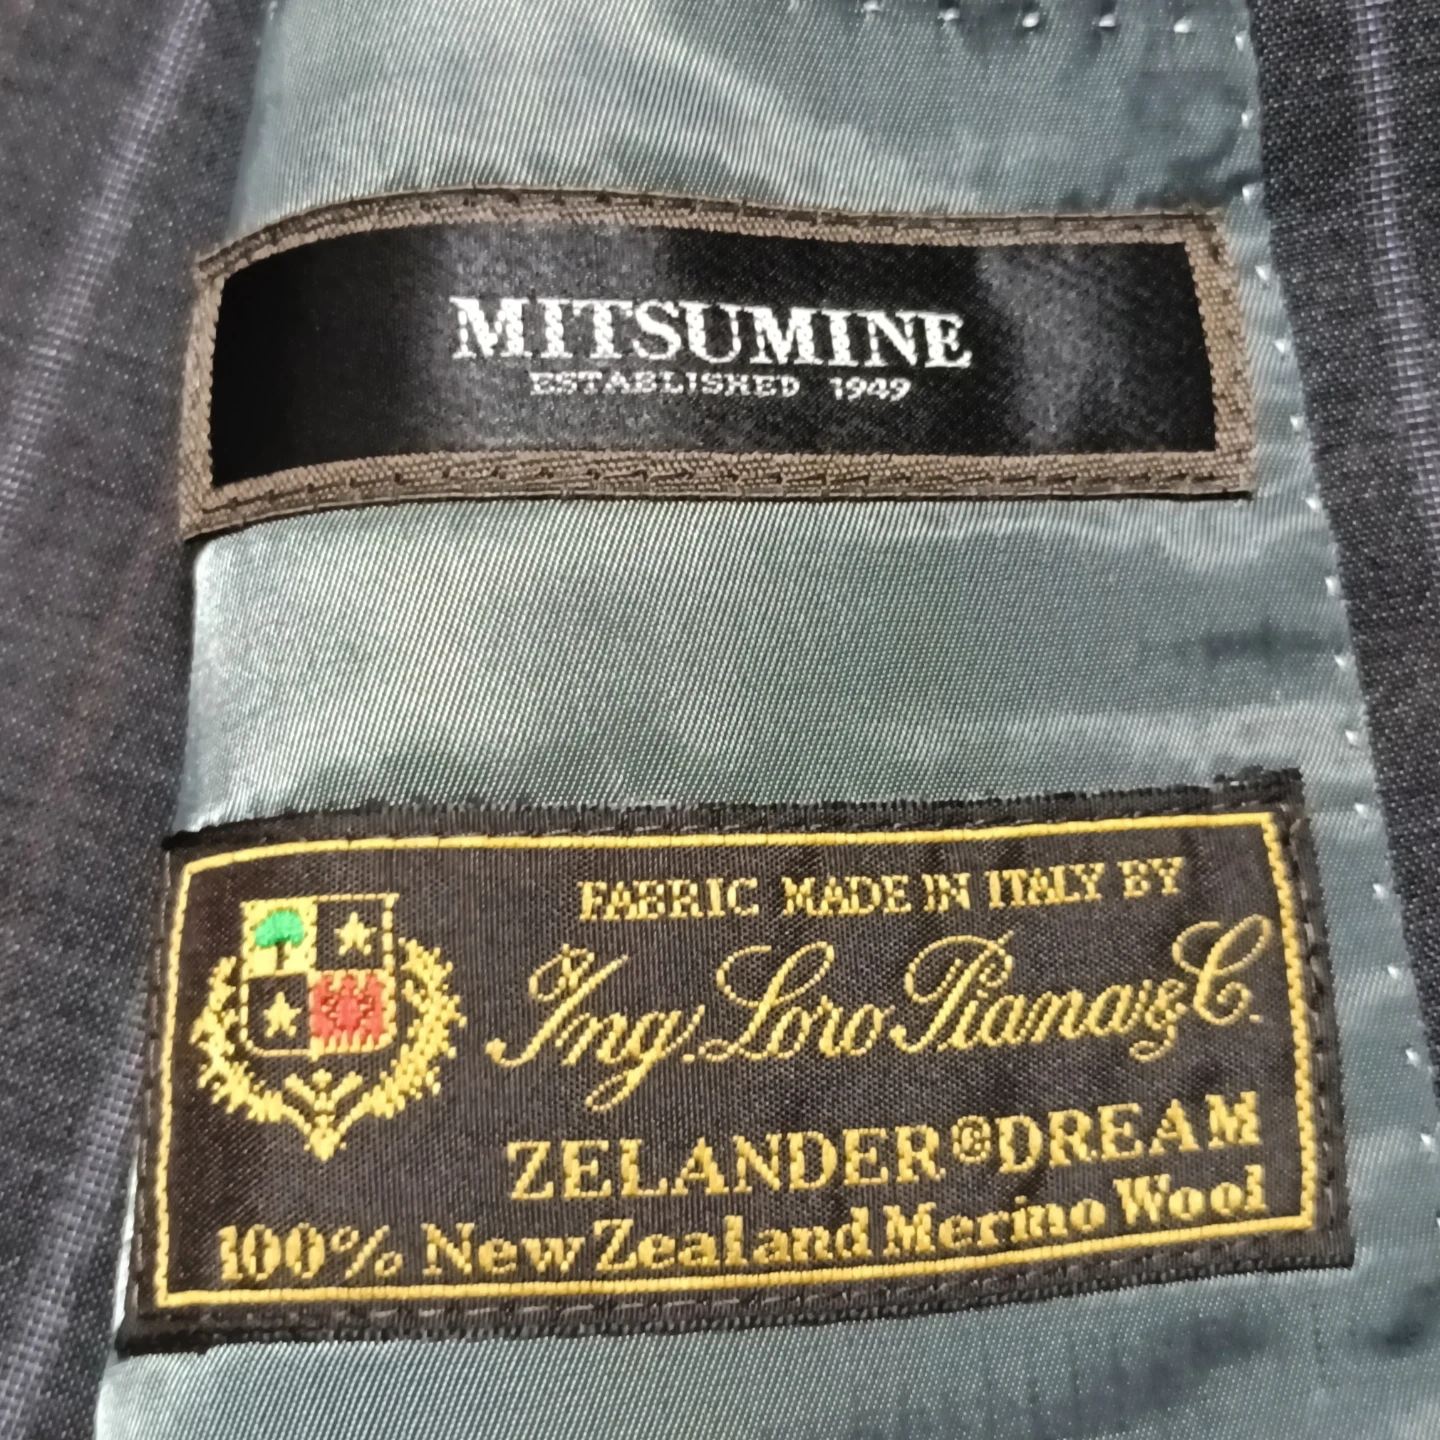 MITSUMINE
ESTABLISHED 1949
FABRIC MADE IN ITALY BY
Ing. Loro Piana & C.
ZELANDER®DREAM
100% New Zealand Merino Wool